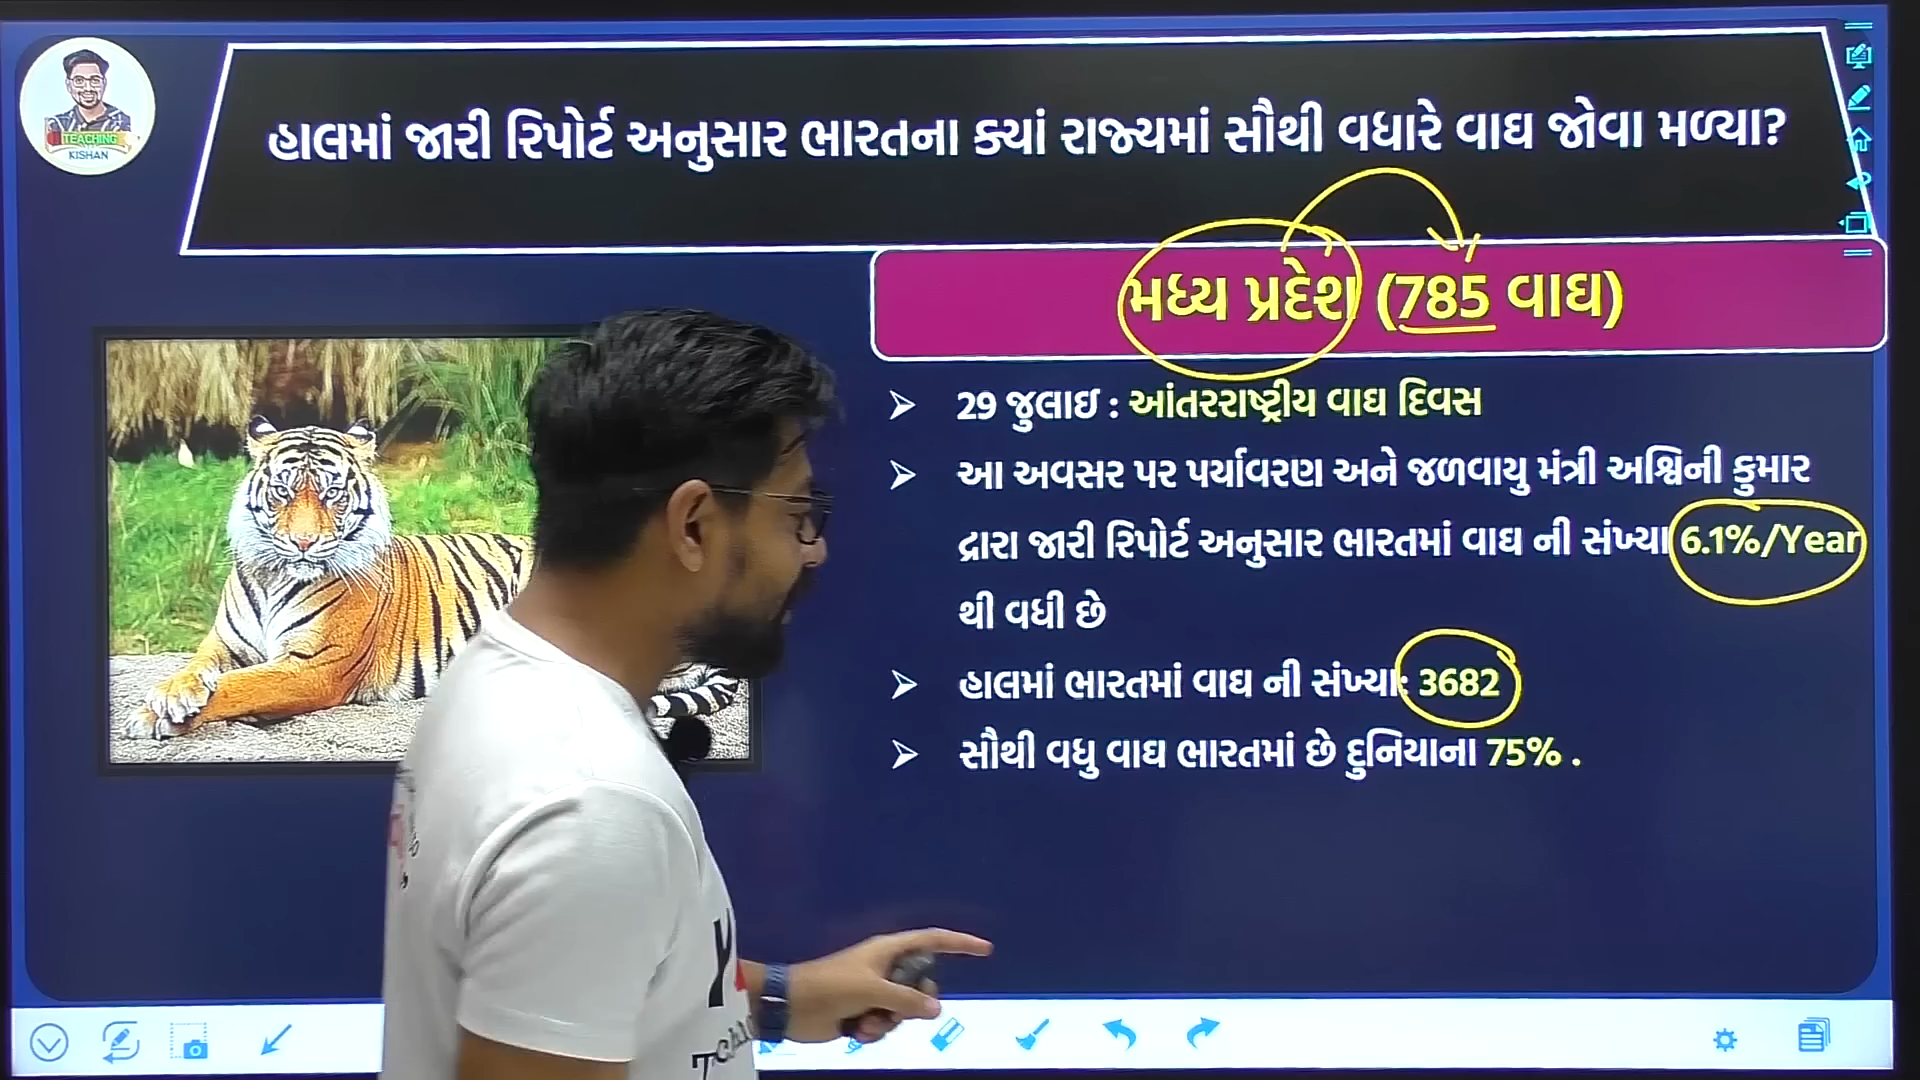 TEACHING
KISHAN
હાલમાં જારી રિપોર્ટ અનુસાર ભારતના ક્યાં રાજ્યમાં સૌથી વધારે વાઘ જોવા મળ્યા?
મધ્ય પ્રદેશ (785 વાઘ)
➢ 29 જુલાઇ : આંતરરાષ્ટ્રીય વાઘ દિવસ
➢ આ અવસર પર પર્યાવરણ અને જળવાયુ મંત્રી અશ્વિની કુમાર
દ્રારા જારી રિપોર્ટ અનુસાર ભારતમાં વાઘ ની સંખ્યા 6.1%/Year
થી વધી છે
➢ હાલમાં ભારતમાં વાઘ ની સંખ્યા: 3682
➢ સૌથી વધુ વાઘ ભારતમાં છે દુનિયાના 75% .